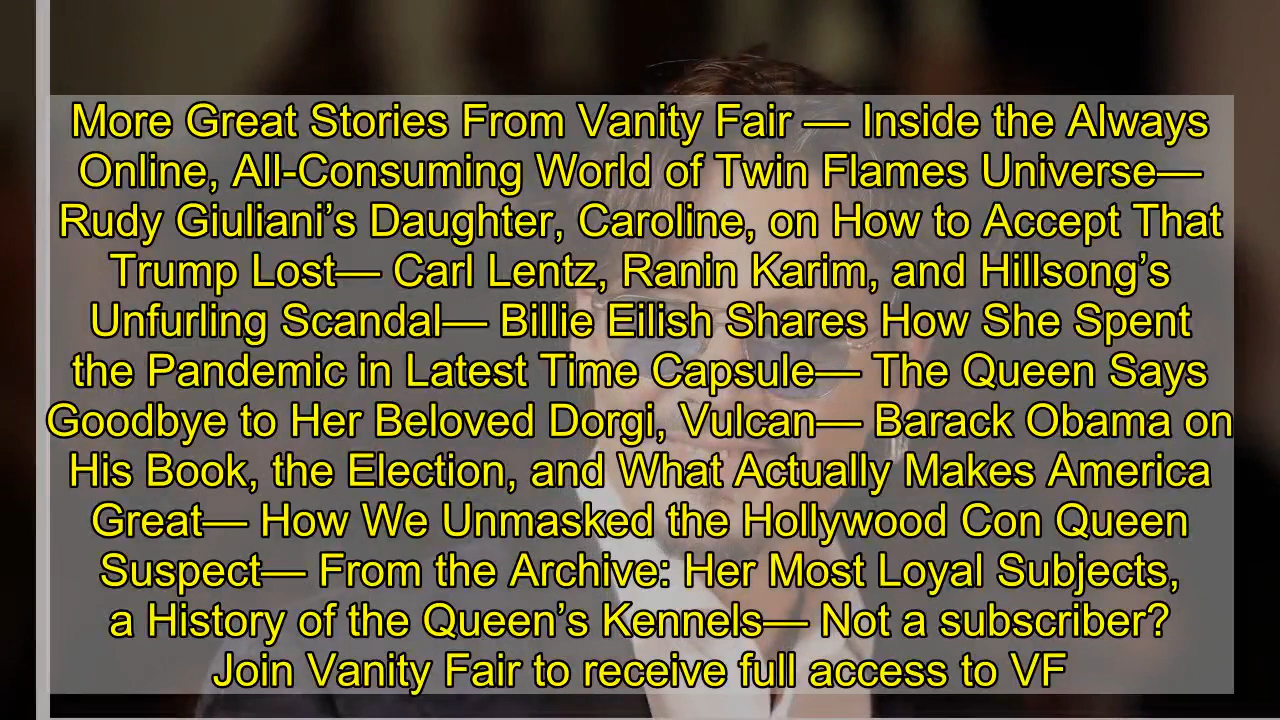 More Great Stories From Vanity Fair — Inside the Always
Online, All-Consuming World of Twin Flames Universe—
Rudy Giuliani’s Daughter, Caroline, on How to Accept That
Trump Lost— Carl Lentz, Ranin Karim, and Hillsong’s
Unfurling Scandal— Billie Eilish Shares How She Spent
the Pandemic in Latest Time Capsule— The Queen Says
Goodbye to Her Beloved Dorgi, Vulcan— Barack Obama on
His Book, the Election, and What Actually Makes America
Great— How We Unmasked the Hollywood Con Queen
Suspect— From the Archive: Her Most Loyal Subjects,
a History of the Queen’s Kennels— Not a subscriber?
Join Vanity Fair to receive full access to VF